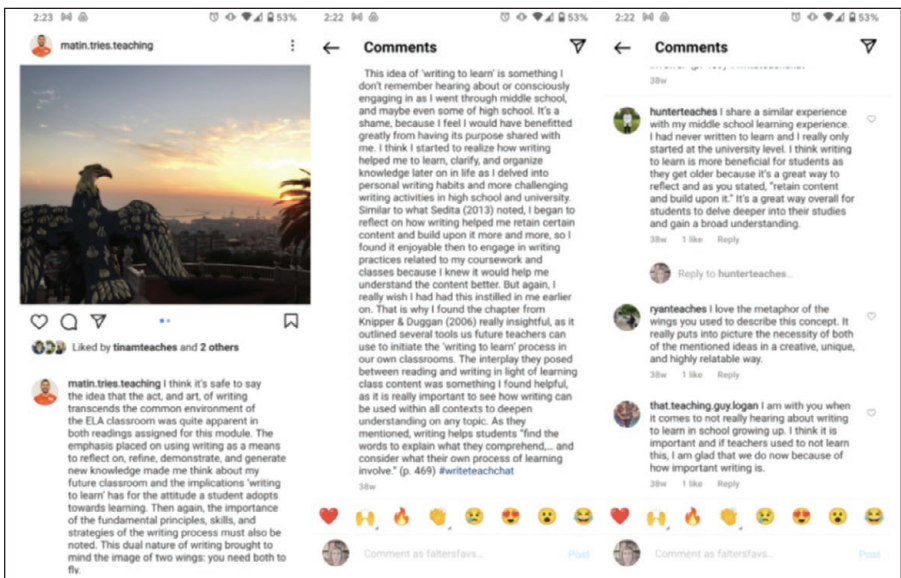 2:23
53%
matin.tries.teaching
Liked by tinamteaches and 2 others
matin.tries.teaching I think it's safe to say
the idea that the act, and art, of writing
transcends the common environment of
the ELA classroom was quite apparent in
both readings assigned for this module. The
emphasis placed on using writing as a means
to reflect on, refine, demonstrate, and generate
new knowledge made me think about my
future classroom and the implications 'writing
to learn' has for the attitude a student adopts
towards learning. Then again, the importance
of the fundamental principles, skills, and
strategies of the writing process must also be
noted. This dual nature of writing brought to
mind the image of two wings: you need both to
fly.
2:22
53%
Comments
This idea of 'writing to learn' is something I
don't remember hearing about or consciously
engaging in as I went through middle school,
and maybe even some of high school. It's a
shame, because I feel I would have benefitted
greatly from having its purpose shared with
me. I think I started to realize how writing
helped me to learn, clarify, and organize
knowledge later on in life as I delved into
personal writing habits and more challenging
writing activities in high school and university.
Similar to what Sedita (2013) noted, I began to
reflect on how writing helped me retain certain
content and build upon it more and more, so I
found it enjoyable then to engage in writing
practices related to my coursework and
classes because I knew it would help me
understand the content better. But again, I
really wish I had had this instilled in me earlier
on. That is why I found the chapter from
Knipper & Duggan (2006) really insightful, as it
outlined several tools us future teachers can
use to initiate the 'writing to learn' process in
our own classrooms. The interplay they posed
between reading and writing in light of learning
class content was something I found helpful,
as it is really important to see how writing can
be used within all contexts to deepen
understanding on any topic. As they
mentioned, writing helps students "find the
words to explain what they comprehend,... and
consider what their own process of learning
involve." (p. 469) #writeteachchat
38w
Comment as faltersfavs...
Post
2:22
53%
Comments
38w
hunterteaches I share a similar experience
with my middle school learning experience.
I had never written to learn and I really only
started at the university level. I think writing
to learn is more beneficial for students as
they get older because it's a great way to
reflect and as you stated, "retain content
and build upon it." It's a great way overall for
students to delve deeper into their studies
and gain a broad understanding.
38w 1 like Reply
Reply to hunterteaches...
ryanteaches I love the metaphor of the
wings you used to describe this concept. It
really puts into picture the necessity of both
of the mentioned ideas in a creative, unique,
and highly relatable way.
38w 1 like Reply
that.teaching.guy.logan I am with you when
it comes to not really hearing about writing
to learn in school growing up. I think it is
important and if teachers used to not learn
this, I am glad that we do now because of
how important writing is.
38w 1 like Reply
Comment as faltersfavs...
Post